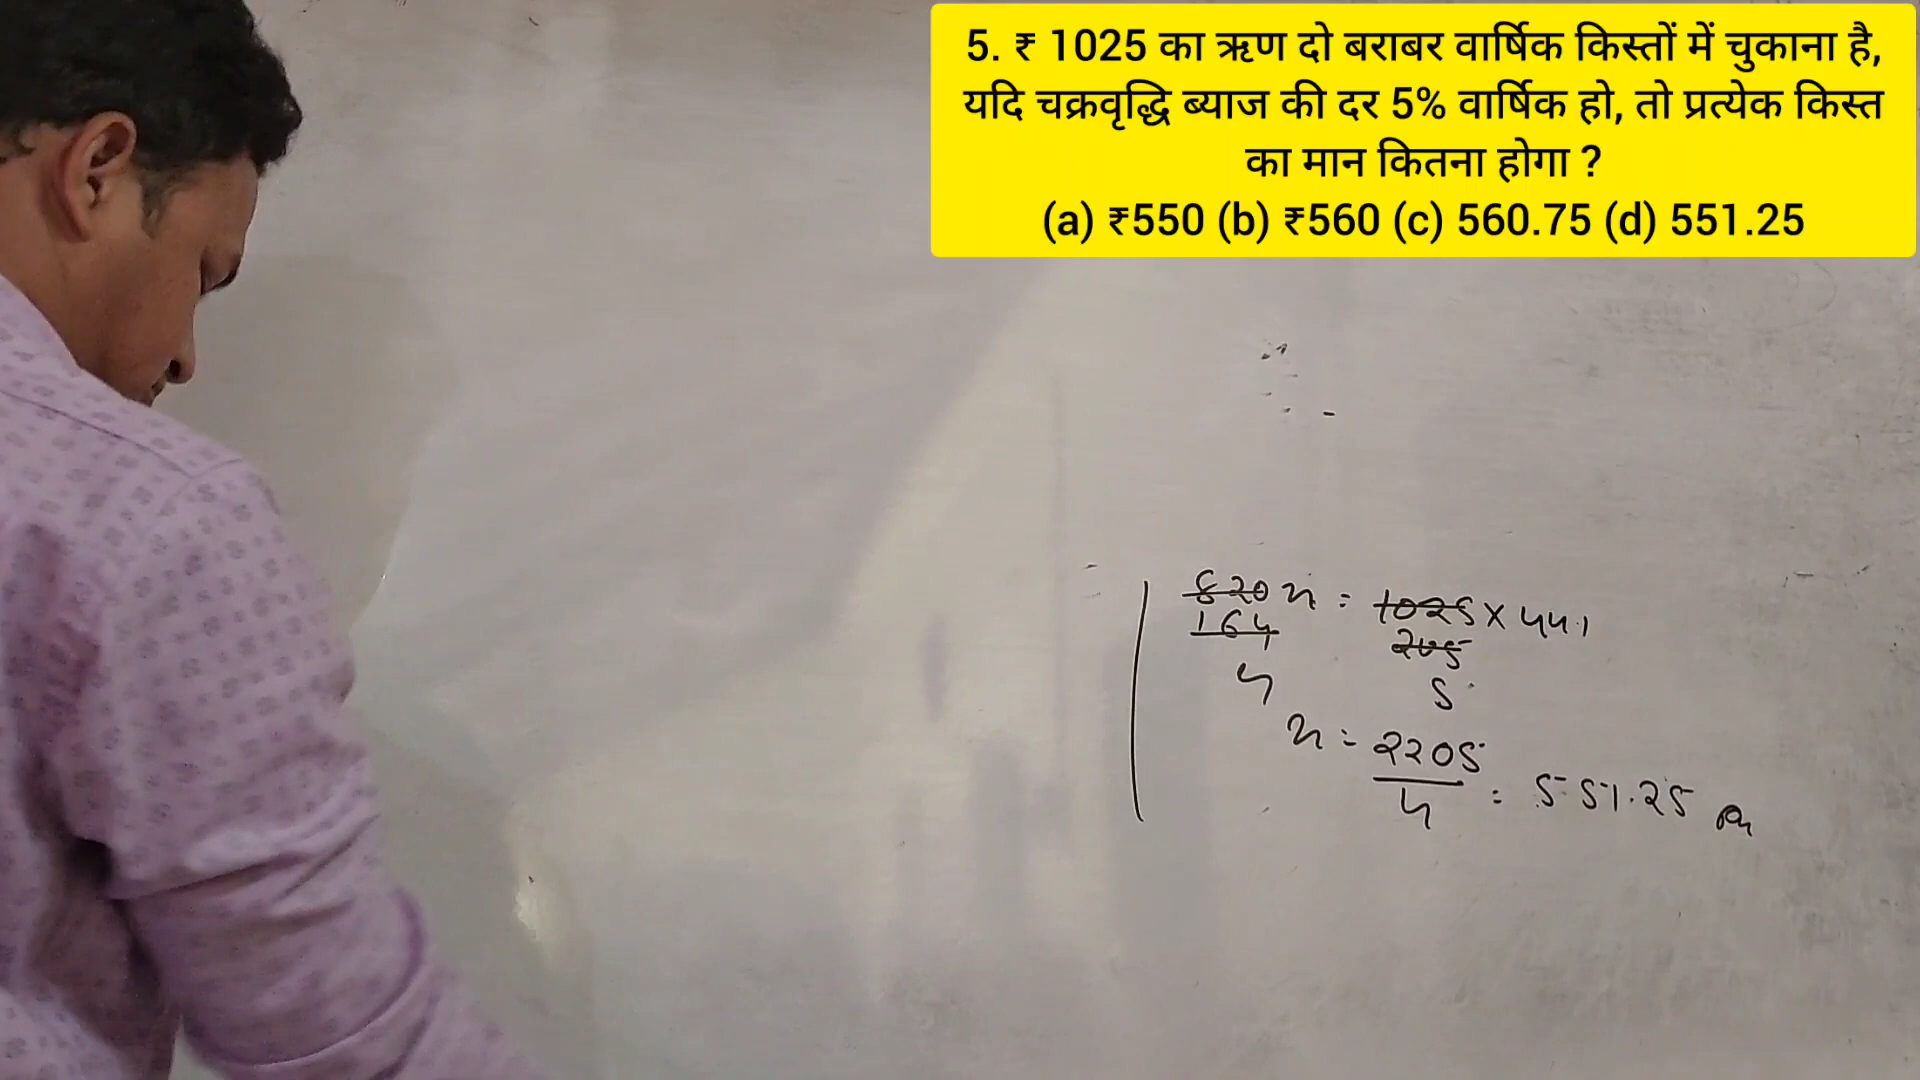 5. ₹ 1025 का ऋण दो बराबर वार्षिक किस्तों में चुकाना है,
यदि चक्रवृद्धि ब्याज की दर 5% वार्षिक हो, तो प्रत्येक किस्त
का मान कितना होगा ?
(a) ₹550 (b) ₹560 (c) 560.75 (d) 551.25
820 x = 1025 x 441
164 205
4 5
x = 2205
4 = 551.25